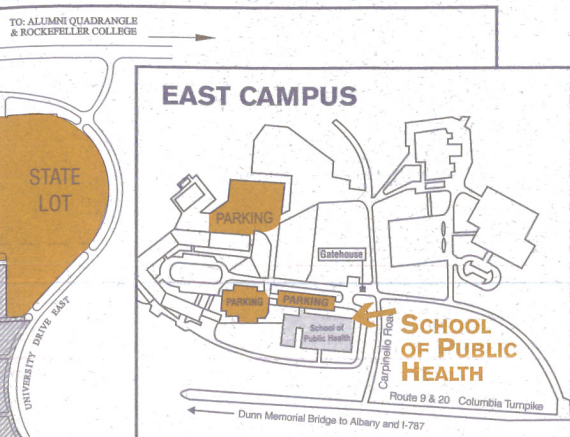 TO: ALUMNI QUADRANGLE
& ROCKEFELLER COLLEGE
EAST CAMPUS
STATE
LOT
PARKING
Gatehouse
PARKING
PARKING
School of
Public Health
SCHOOL
OF PUBLIC
HEALTH
Carpinello Roa
UNIVERSITY DRIVE EAST
Route 9 & 20 Columbia Turnpike
Dunn Memorial Bridge to Albany and I-787